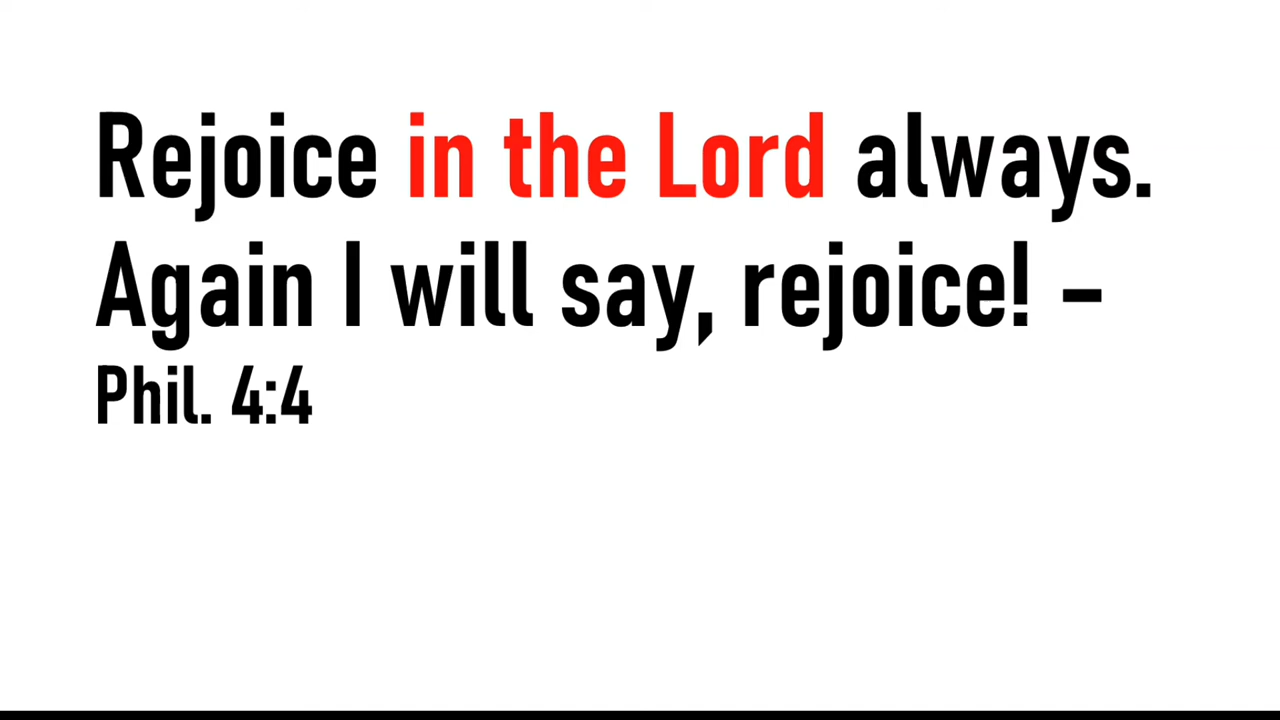 Rejoice in the Lord always.
Again I will say, rejoice! –
Phil. 4:4